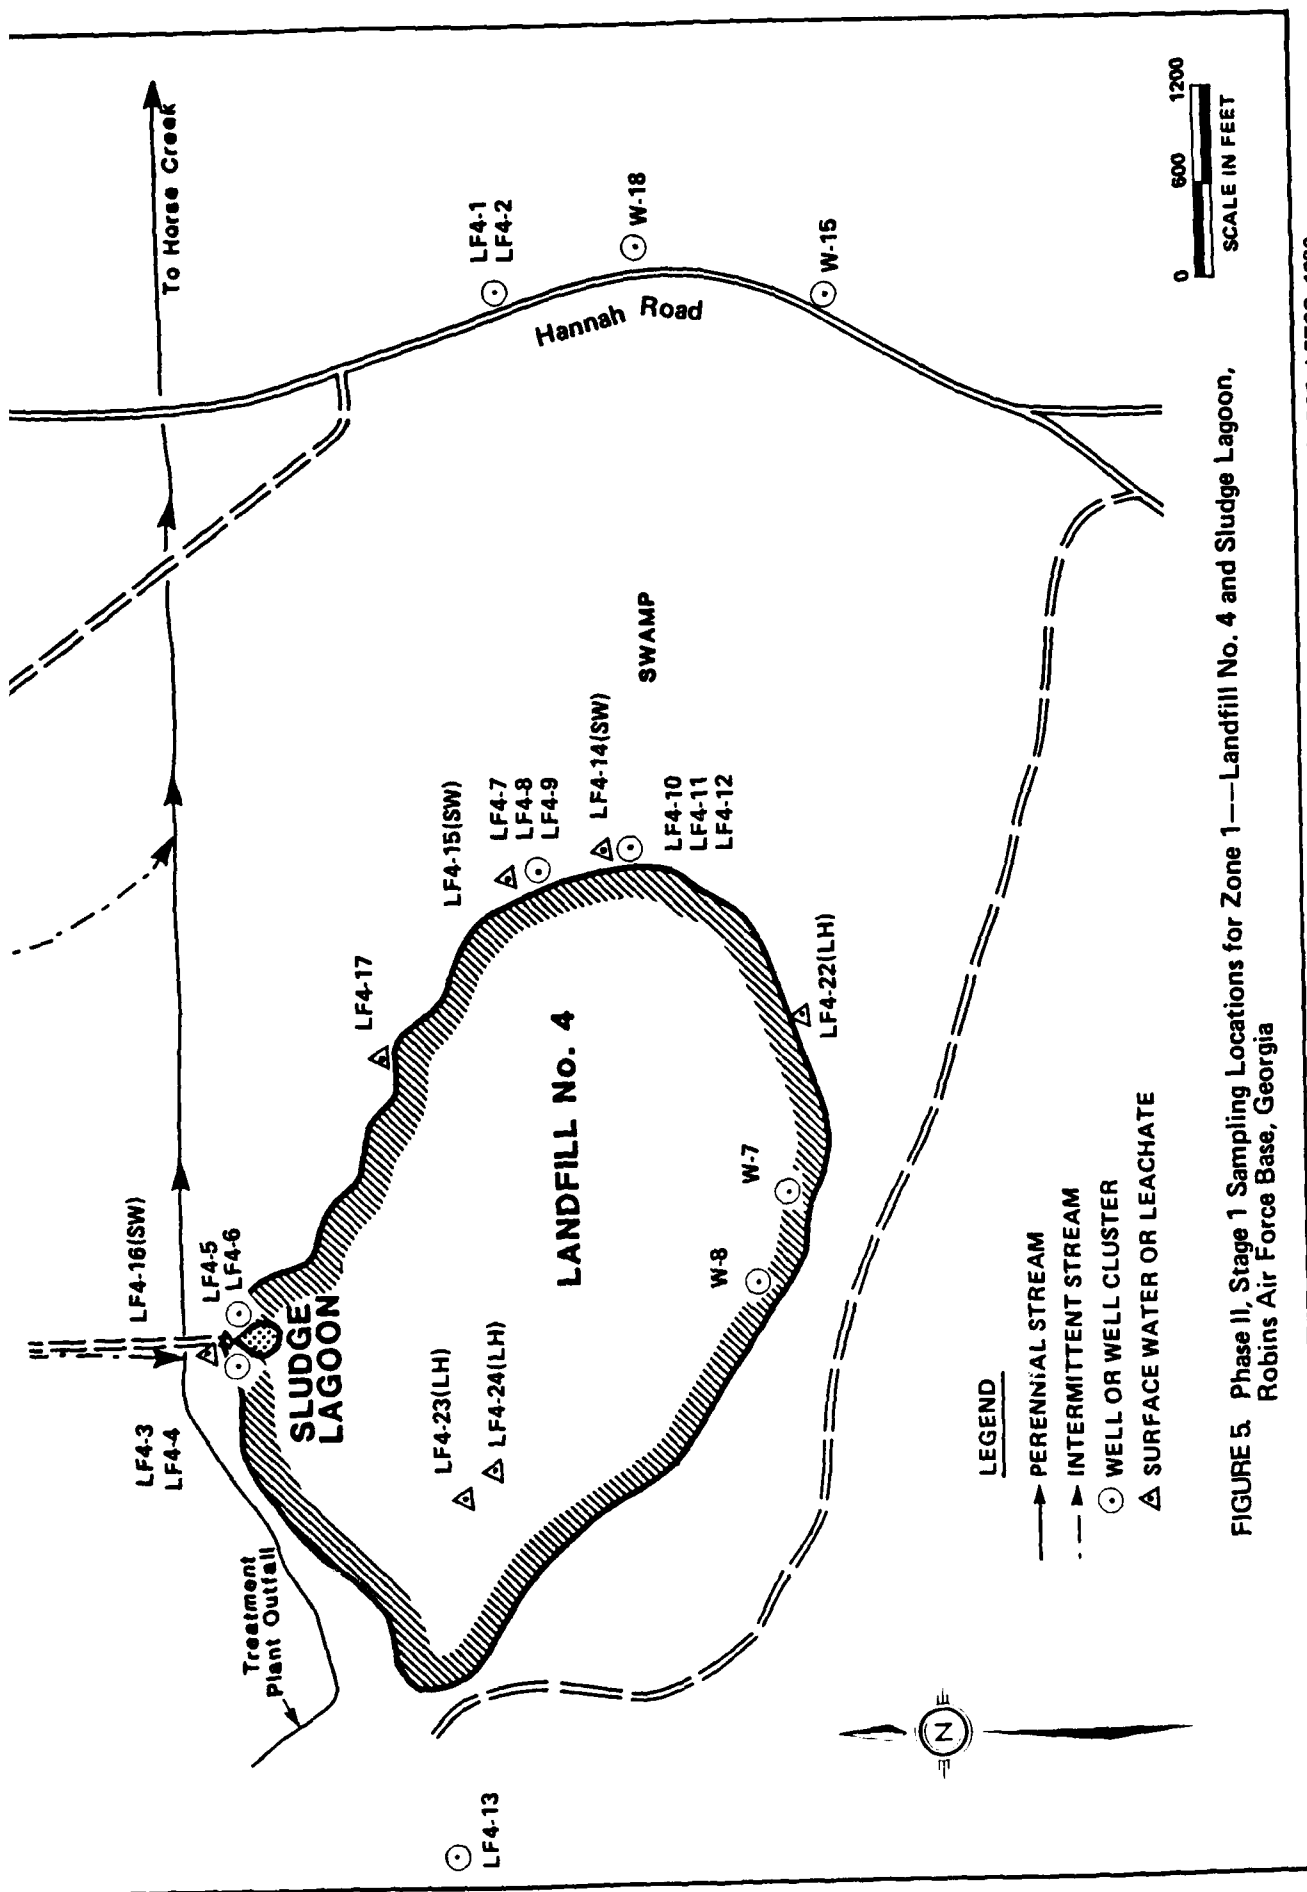 To Horse Creek
LF4-16(SW)
LF4-3
LF4-4
LF4-5
LF4-6
Treatment
Plant Outfall
SLUDGE
LAGOON
LF4-17
LF4-15(SW)
LF4-7
LF4-8
LF4-9
LF4-14(SW)
LF4-10
LF4-11
LF4-12
SWAMP
LF4-1
LF4-2
W-18
Hannah Road
W-15
LF4-13
LF4-23(LH)
LF4-24(LH)
LANDFILL No. 4
W-8
W-7
LF4-22(LH)
N
LEGEND
PERENNIAL STREAM
INTERMITTENT STREAM
WELL OR WELL CLUSTER
SURFACE WATER OR LEACHATE
0 600 1200
SCALE IN FEET
FIGURE 5. Phase II, Stage 1 Sampling Locations for Zone 1--Landfill No. 4 and Sludge Lagoon,
Robins Air Force Base, Georgia